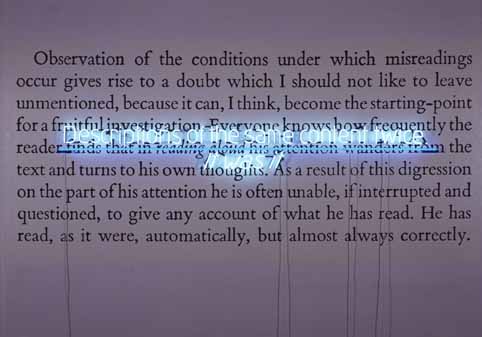 Observation of the conditions under which misreadings
occur gives rise to a doubt which I should not like to leave
unmentioned, because it can, I think, become the starting-point
for a fruitful investigation. Everyone knows how frequently the
Descriptions of the same content twice.
reader finds that in reading aloud his attention wanders from the
It was it
text and turns to his own thoughts. As a result of this digression
on the part of his attention he is often unable, if interrupted and
questioned, to give any account of what he has read. He has
read, as it were, automatically, but almost always correctly.